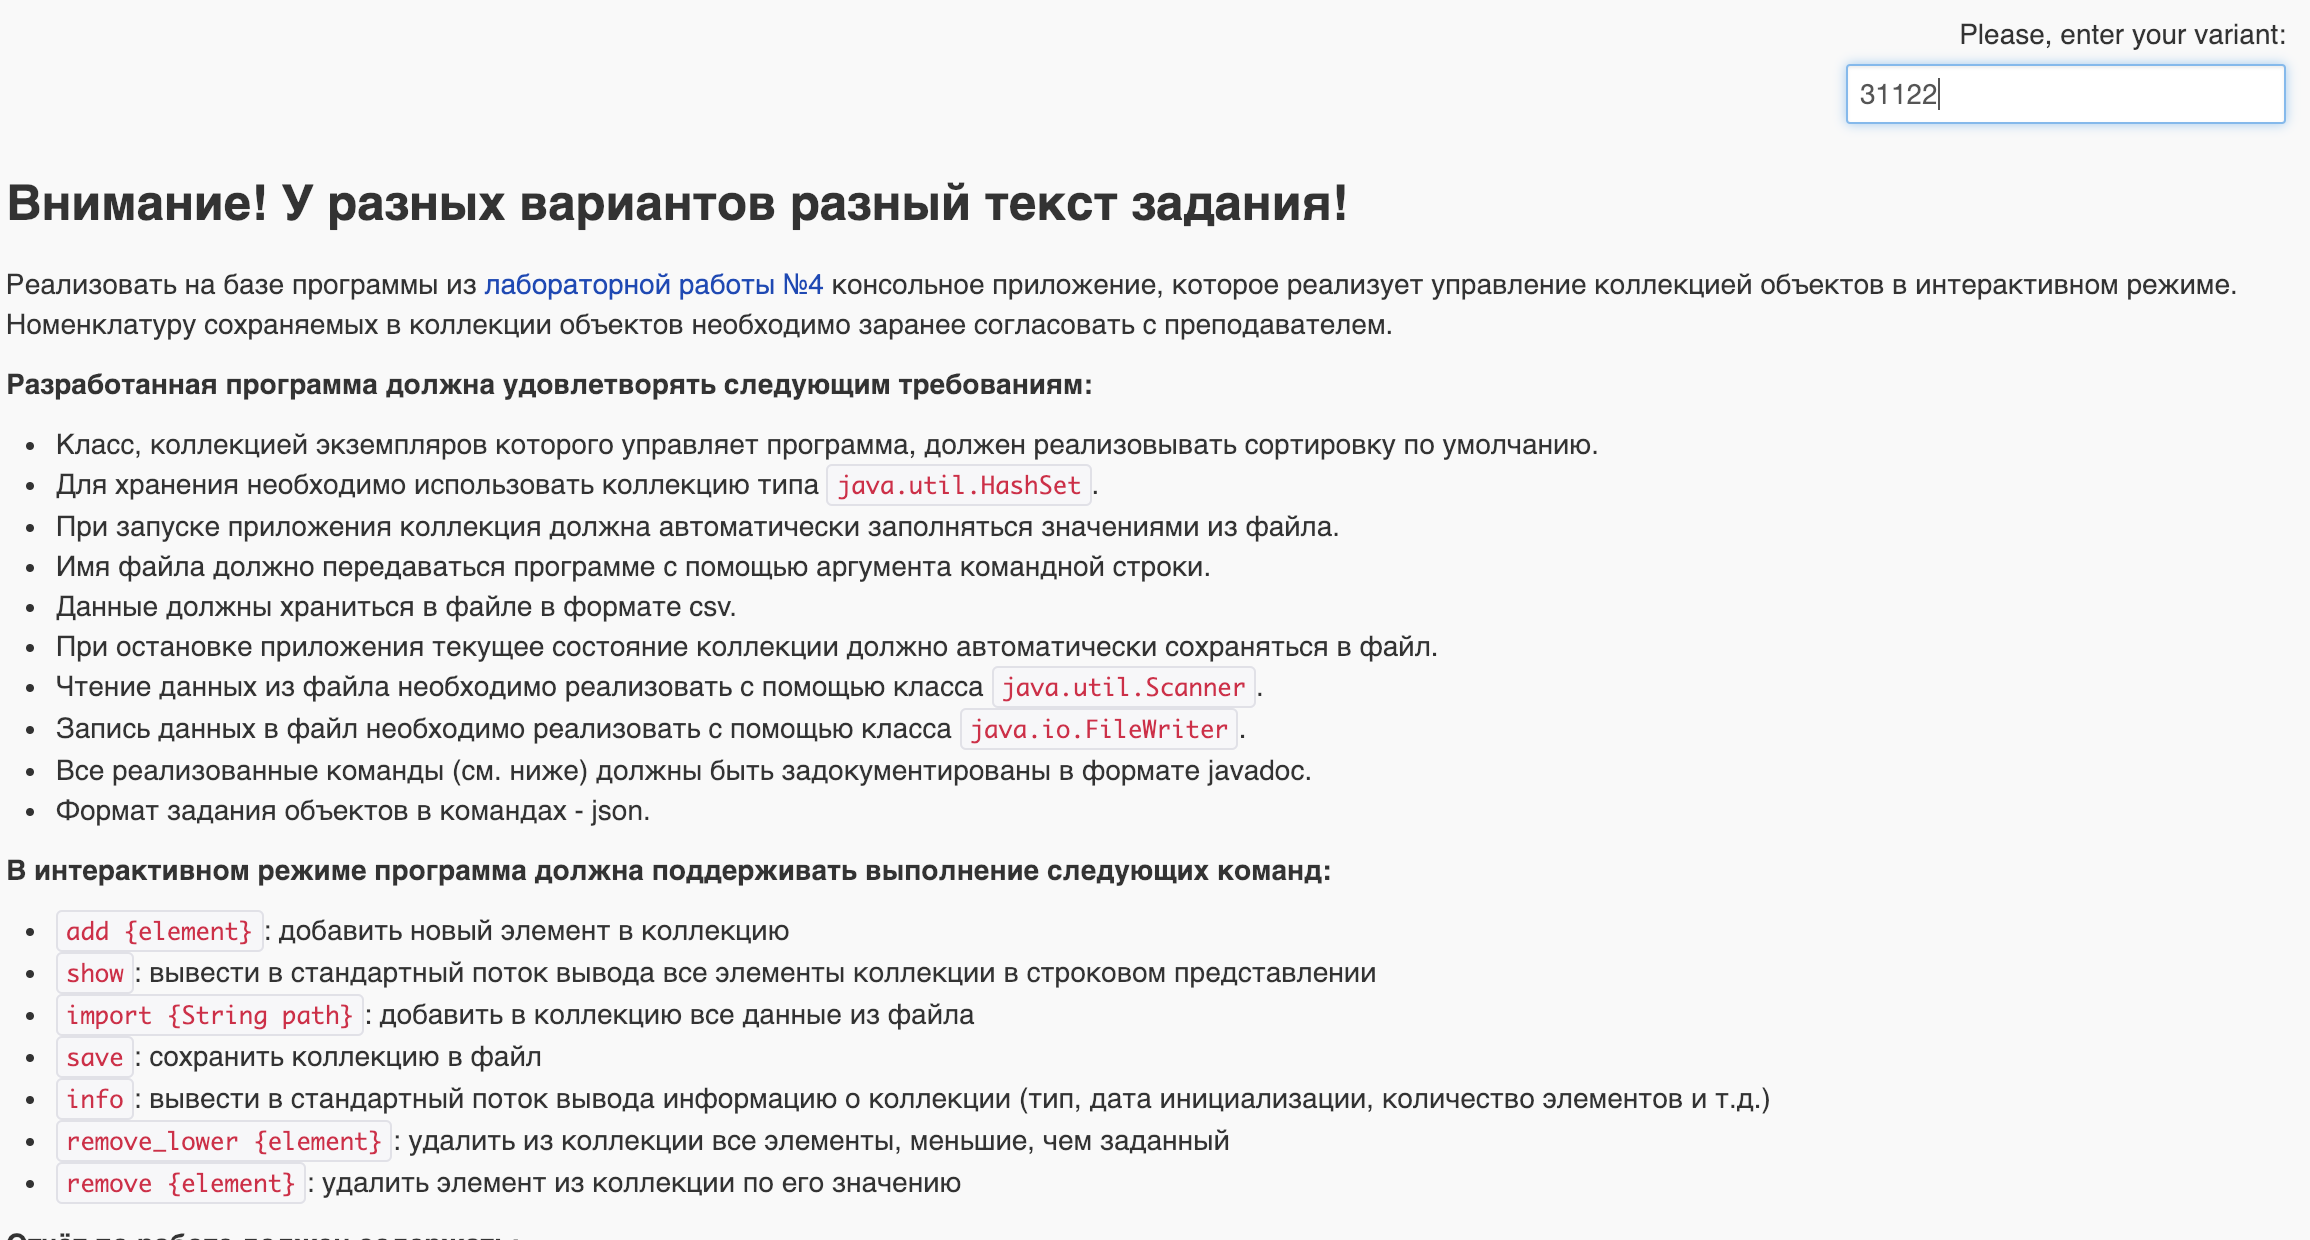 Please, enter your variant:
31122
Внимание! У разных вариантов разный текст задания!
Реализовать на базе программы из лабораторной работы №4 консольное приложение, которое реализует управление коллекцией объектов в интерактивном режиме.
Номенклатуру сохраняемых в коллекции объектов необходимо заранее согласовать с преподавателем.
Разработанная программа должна удовлетворять следующим требованиям:
• Класс, коллекцией экземпляров которого управляет программа, должен реализовывать сортировку по умолчанию.
• Для хранения необходимо использовать коллекцию типа java.util.HashSet.
• При запуске приложения коллекция должна автоматически заполняться значениями из файла.
• Имя файла должно передаваться программе с помощью аргумента командной строки.
• Данные должны храниться в файле в формате csv.
• При остановке приложения текущее состояние коллекции должно автоматически сохраняться в файл.
• Чтение данных из файла необходимо реализовать с помощью класса java.util.Scanner.
• Запись данных в файл необходимо реализовать с помощью класса java.io.FileWriter.
• Все реализованные команды (см. ниже) должны быть задокументированы в формате javadoc.
• Формат задания объектов в командах - json.
В интерактивном режиме программа должна поддерживать выполнение следующих команд:
• add {element}: добавить новый элемент в коллекцию
• show: вывести в стандартный поток вывода все элементы коллекции в строковом представлении
• import {String path}: добавить в коллекцию все данные из файла
• save: сохранить коллекцию в файл
• info: вывести в стандартный поток вывода информацию о коллекции (тип, дата инициализации, количество элементов и т.д.)
• remove_lower {element}: удалить из коллекции все элементы, меньшие, чем заданный
• remove {element}: удалить элемент из коллекции по его значению